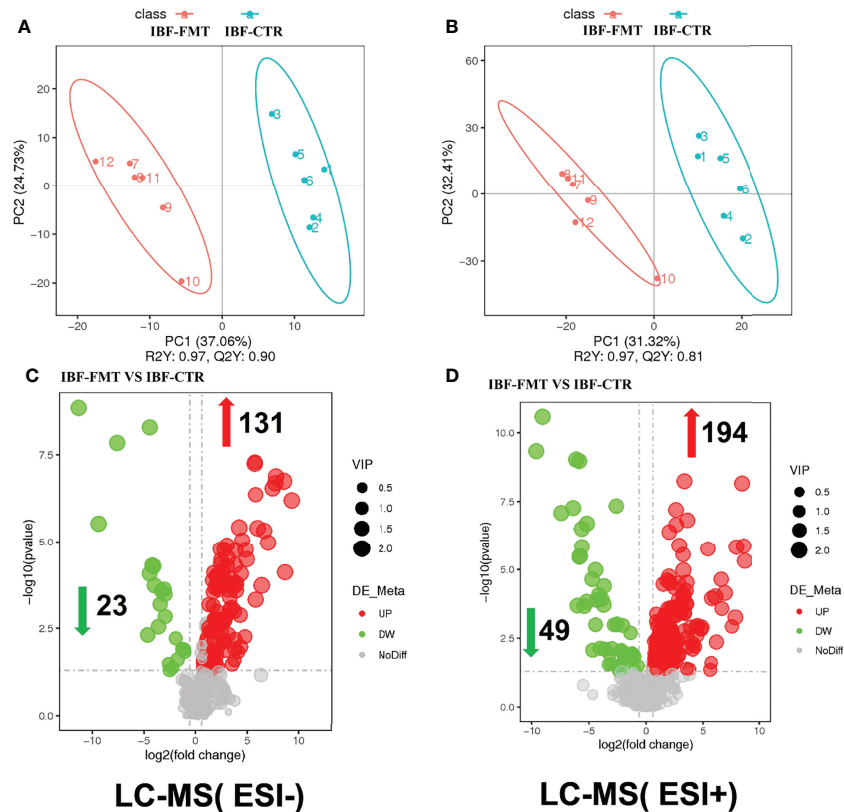 A
class
IBF-FMT IBF-CTR
20
10
0
-10
-20
PC2 (24.73%)
3
5
1
6
4
2
12
7
11
9
10
-20 -10 0 10
PC1 (37.06%)
R2Y: 0.97, Q2Y: 0.90
B
class
IBF-FMT IBF-CTR
60
30
0
-30
PC2 (32.41%)
3
1
5
6
4
2
8
11
7
9
12
10
-20 0 20
PC1 (31.32%)
R2Y: 0.97, Q2Y: 0.81
C
IBF-FMT VS IBF-CTR
131
23
7.5
5.0
2.5
0.0
-log10(pvalue)
-10 -5 0 5 10
log2(fold change)
VIP
0.5
1.0
1.5
2.0
DE_Meta
UP
DW
NoDiff
LC-MS( ESI-)
D
IBF-FMT VS IBF-CTR
194
49
10.0
7.5
5.0
2.5
0.0
-log10(pvalue)
-10 -5 0 5 10
log2(fold change)
VIP
0.5
1.0
1.5
2.0
DE_Meta
UP
DW
NoDiff
LC-MS( ESI+)